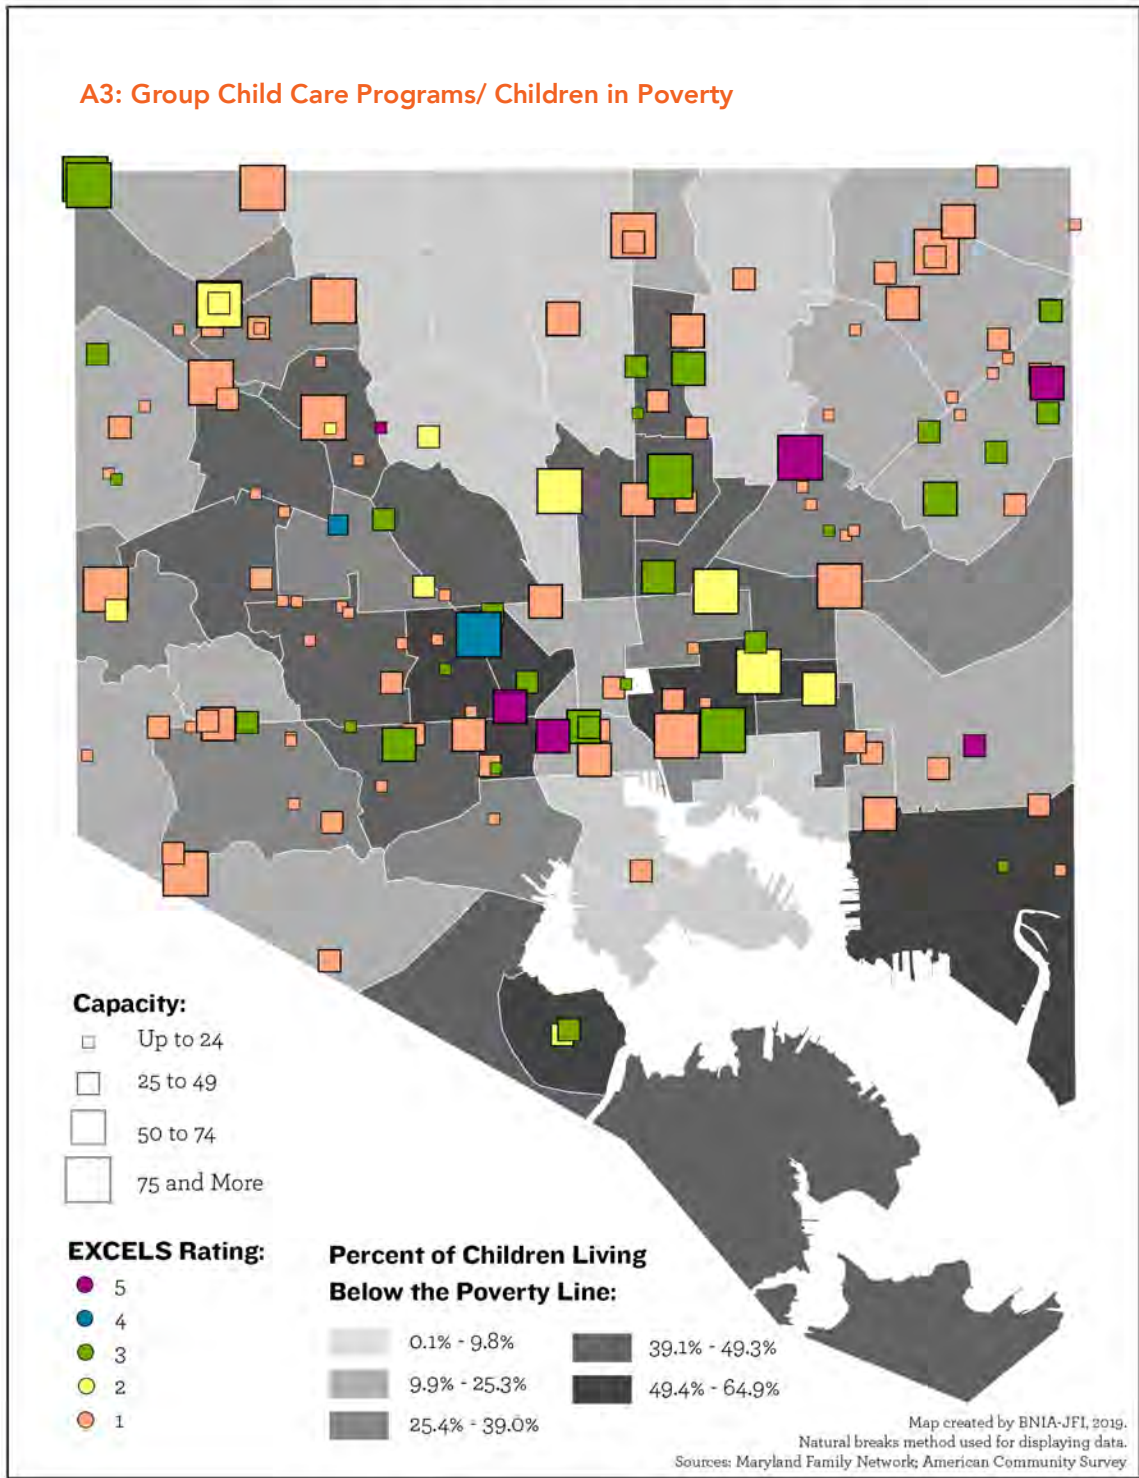 A3: Group Child Care Programs/ Children in Poverty
Capacity:
Up to 24
25 to 49
50 to 74
75 and More
EXCELS Rating:
5
4
3
2
1
Percent of Children Living
Below the Poverty Line:
0.1% - 9.8%
9.9% - 25.3%
25.4% - 39.0%
39.1% - 49.3%
49.4% - 64.9%
Map created by BNIA-JFI, 2019.
Natural breaks method used for displaying data.
Sources: Maryland Family Network; American Community Survey